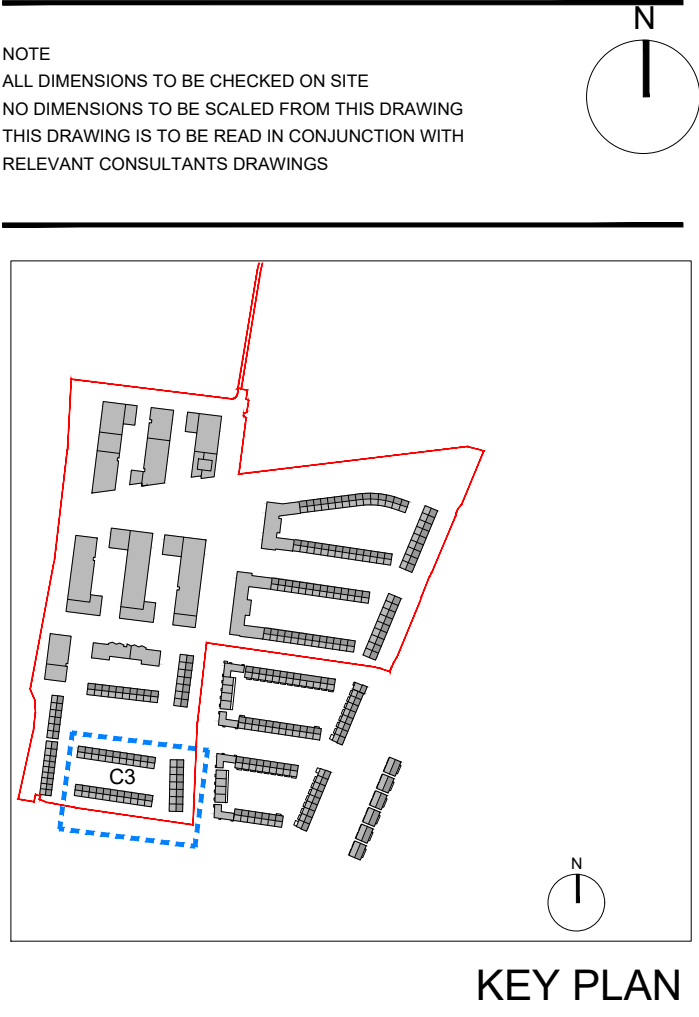 N
NOTE
ALL DIMENSIONS TO BE CHECKED ON SITE
NO DIMENSIONS TO BE SCALED FROM THIS DRAWING
THIS DRAWING IS TO BE READ IN CONJUNCTION WITH
RELEVANT CONSULTANTS DRAWINGS
C3
N
KEY PLAN